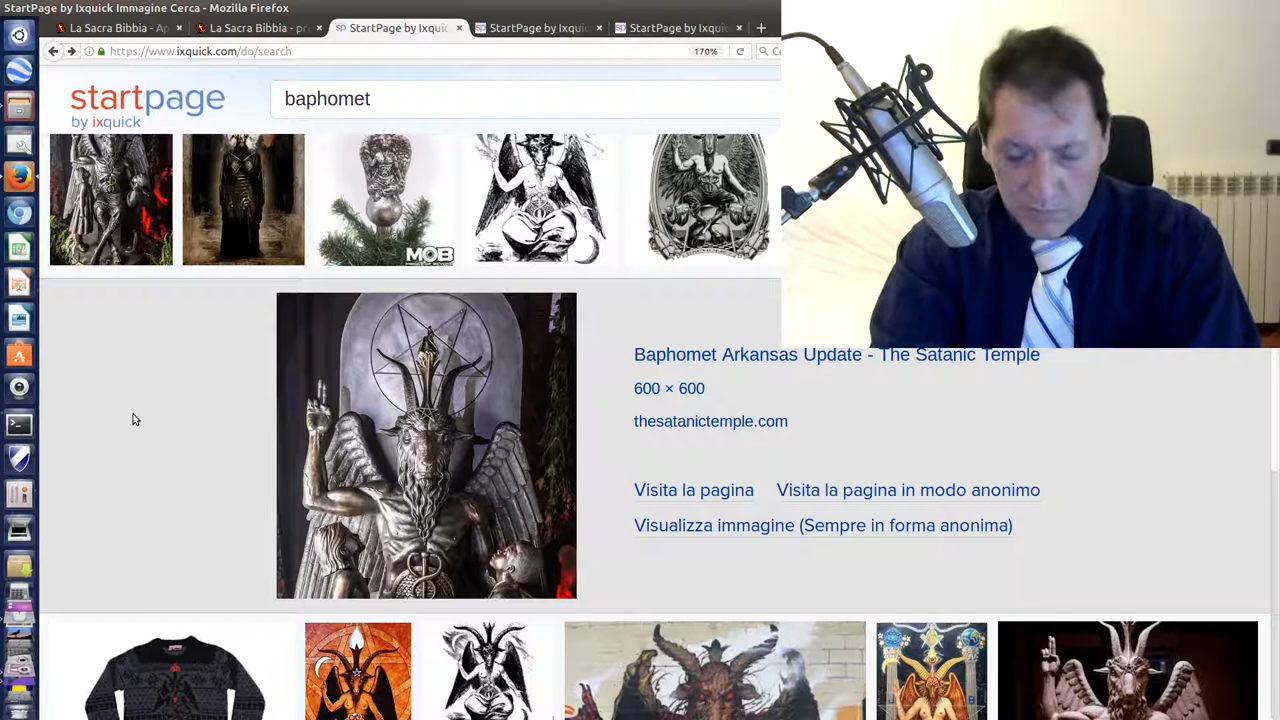 StartPage by Ixquick Immagine Cerca - Mozilla Firefox
La Sacra Bibbia - Ap
La Sacra Bibbia - pr
StartPage by Ixquic
StartPage by Ixquic
StartPage by Ixquic
https://www.ixquick.com/do/search
170%
startpage
by ixquick
baphomet
MOB
Baphomet Arkansas Update - The Satanic Temple
600 × 600
thesatanictemple.com
Visita la pagina Visita la pagina in modo anonimo
Visualizza immagine (Sempre in forma anonima)